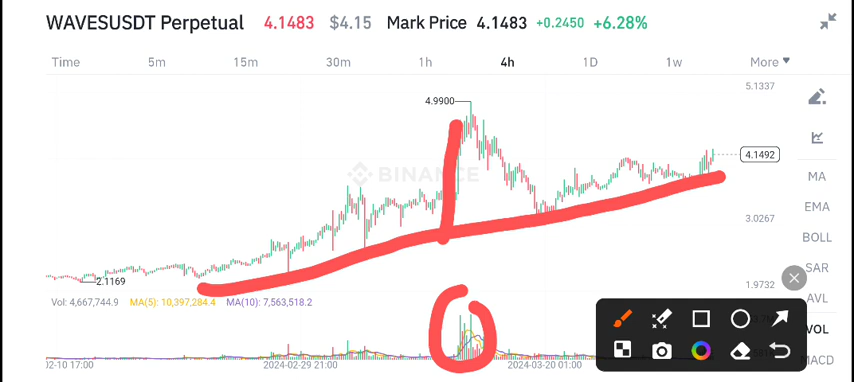 WAVESUSDT Perpetual 4.1483 $4.15 Mark Price 4.1483 +0.2450 +6.28%
Time 5m 15m 30m 1h 4h 1D 1w More
5.1337
4.9900
4.1492
BINANCE
MA
EMA
3.0267
BOLL
SAR
2.1169
1.9732
AVL
Vol: 4,667,744.9 MA(5): 10,397,284.4 MA(10): 7,563,518.2
VOL
MACD
02-10 17:00 2024-02-29 21:00 2024-03-20 01:00